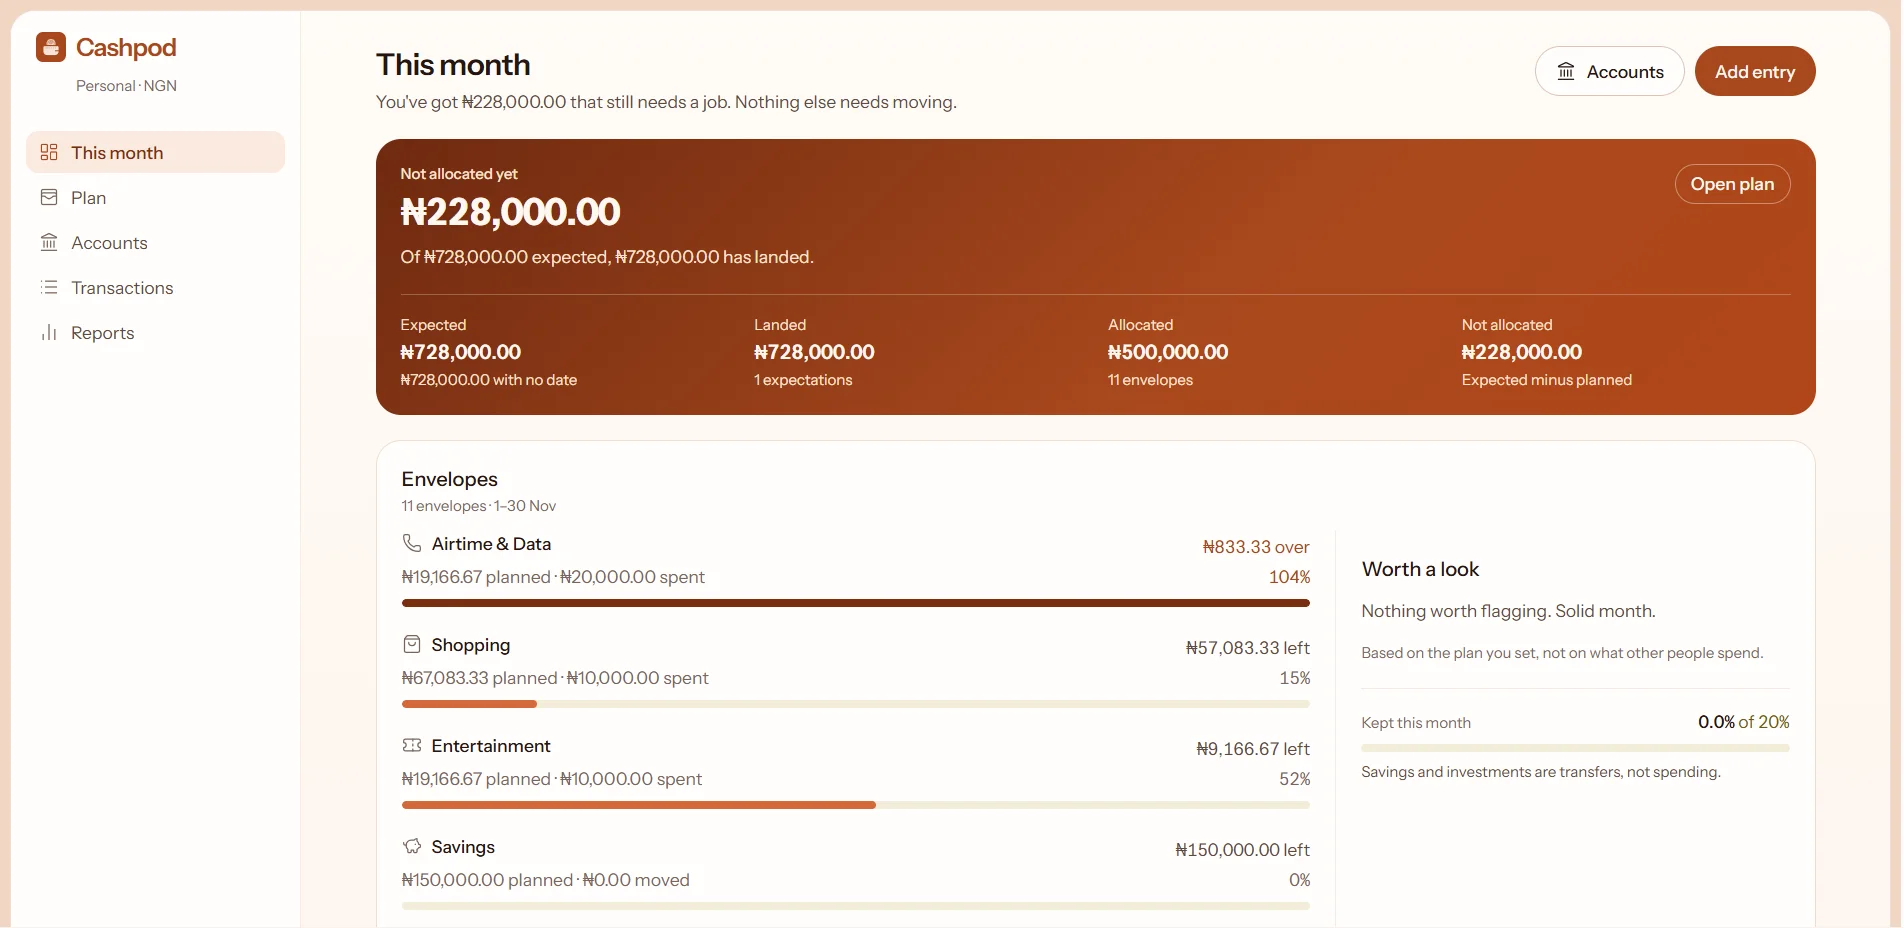 Cashpod
Personal · NGN
This month
Plan
Accounts
Transactions
Reports
This month
You've got ₦228,000.00 that still needs a job. Nothing else needs moving.
Accounts
Add entry
Not allocated yet
₦228,000.00
Of ₦728,000.00 expected, ₦728,000.00 has landed.
Open plan
Expected
₦728,000.00
₦728,000.00 with no date
Landed
₦728,000.00
1 expectations
Allocated
₦500,000.00
11 envelopes
Not allocated
₦228,000.00
Expected minus planned
Envelopes
11 envelopes · 1–30 Nov
Airtime & Data
₦833.33 over
₦19,166.67 planned · ₦20,000.00 spent
104%
Shopping
₦57,083.33 left
₦67,083.33 planned · ₦10,000.00 spent
15%
Entertainment
₦9,166.67 left
₦19,166.67 planned · ₦10,000.00 spent
52%
Savings
₦150,000.00 left
₦150,000.00 planned · ₦0.00 moved
0%
Worth a look
Nothing worth flagging. Solid month.
Based on the plan you set, not on what other people spend.
Kept this month
0.0% of 20%
Savings and investments are transfers, not spending.